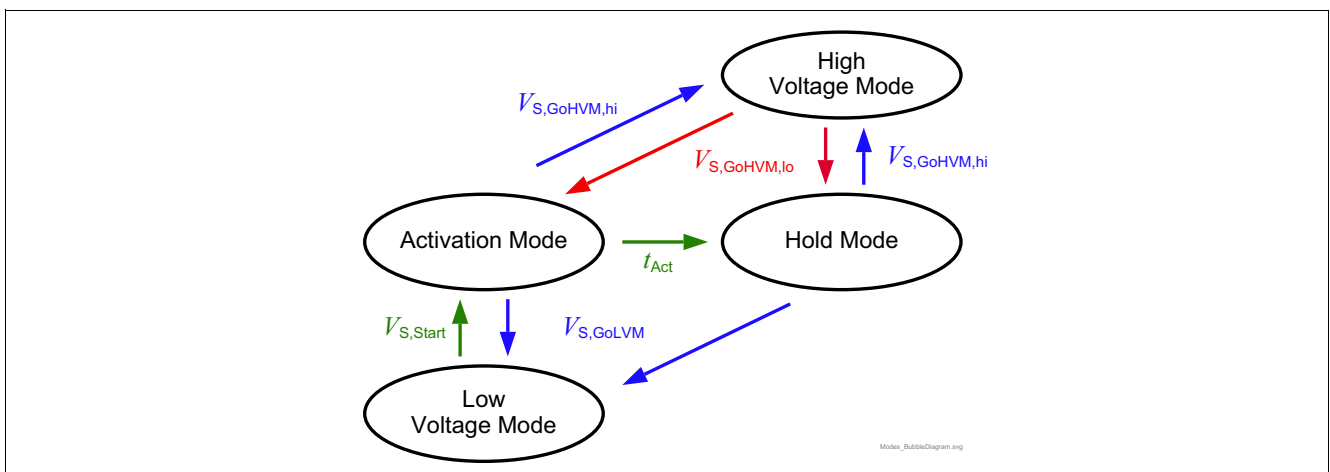 High
Voltage Mode
VS,GoHVM,hi
VS,GoHVM,lo
VS,GoHVM,hi
Activation Mode
Hold Mode
tAct
VS,Start
VS,GoLVM
Low
Voltage Mode
Modes_BubbleDiagram.svg